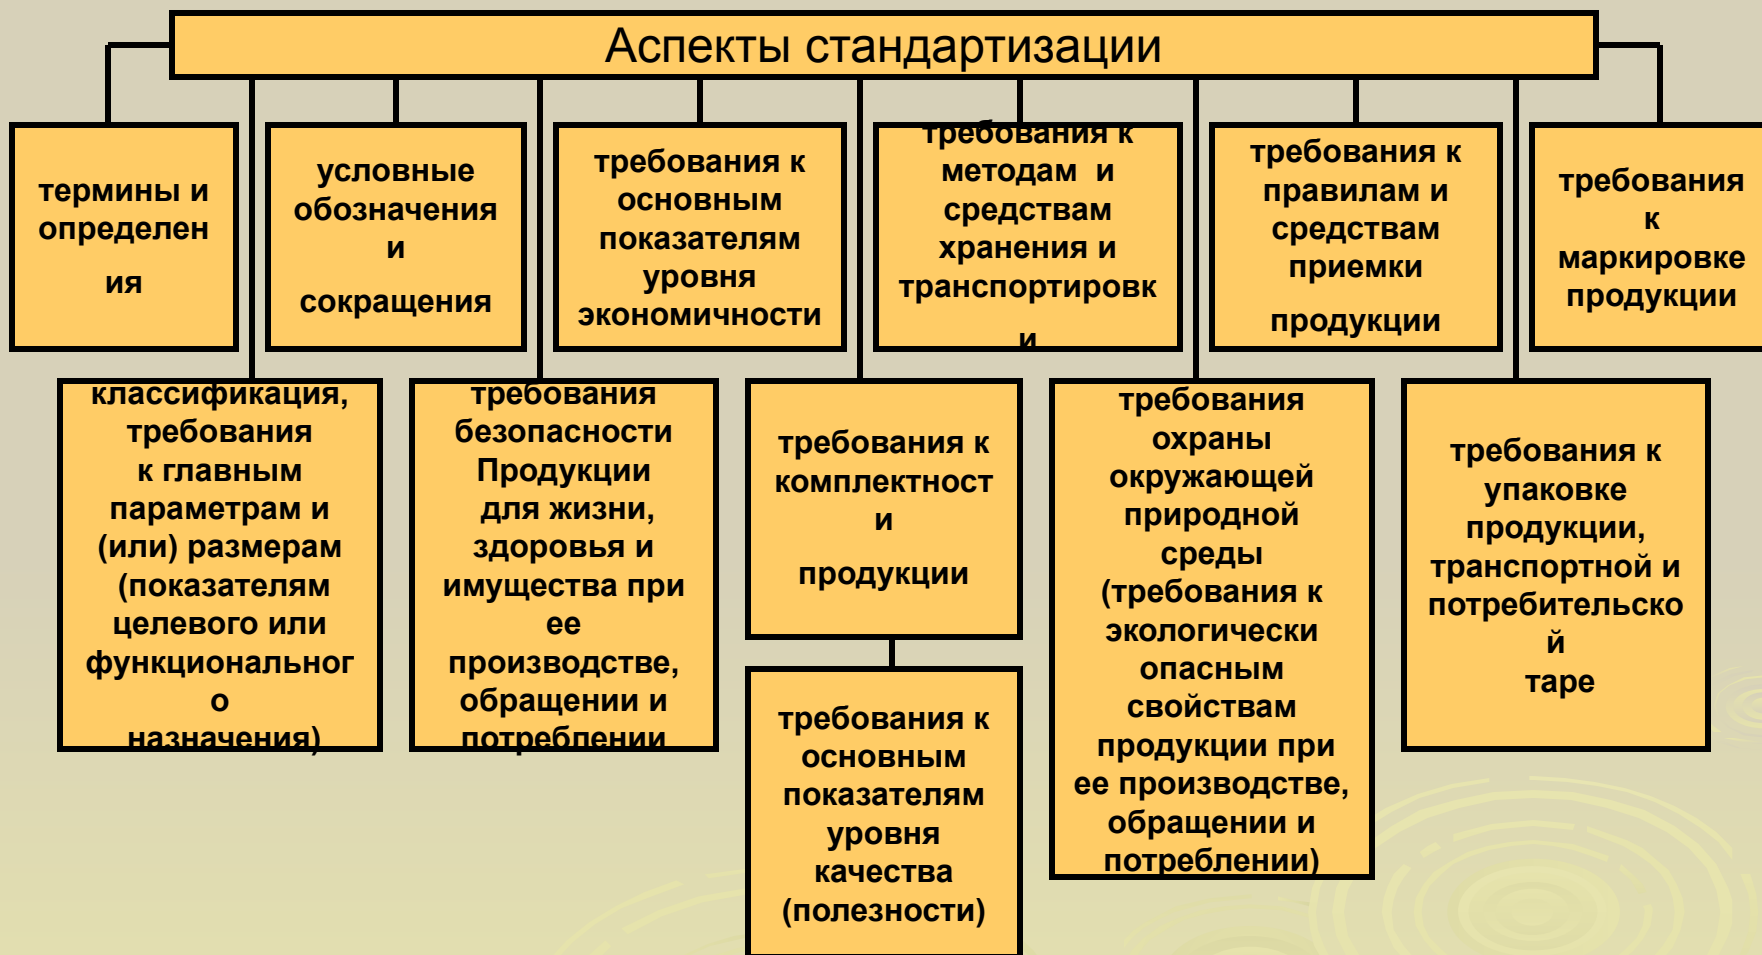 Аспекты стандартизации
термины и
определен
ия
условные
обозначения
и
сокращения
требования к
основным
показателям
уровня
экономичности
требования к
методам и
средствам
хранения и
транспортировк
и
требования к
правилам и
средствам
приемки
продукции
требования
к
маркировке
продукции
классификация,
требования
к главным
параметрам и
(или) размерам
(показателям
целевого или
функциональног
о
назначения)
требования
безопасности
Продукции
для жизни,
здоровья и
имущества при
ее
производстве,
обращении и
потреблении
требования к
комплектност
и
продукции
требования
охраны
окружающей
природной
среды
(требования к
экологически
опасным
свойствам
продукции при
ее производстве,
обращении и
потреблении)
требования к
упаковке
продукции,
транспортной и
потребительско
й
таре
требования к
основным
показателям
уровня
качества
(полезности)